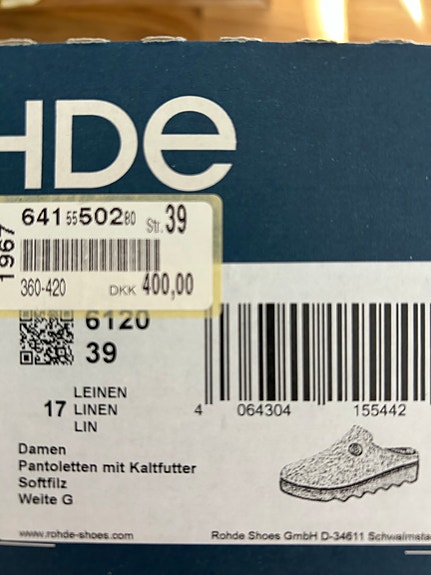 HDe
1967
641 55 502 80 Str. 39
360-420 DKK 400,00
6120
39
17 LEINEN
LINEN
LIN
4 064304 155442
Damen
Pantoletten mit Kaltfutter
Softfilz
Weite G
www.rohde-shoes.com
Rohde Shoes GmbH D-34611 Schwalmsta